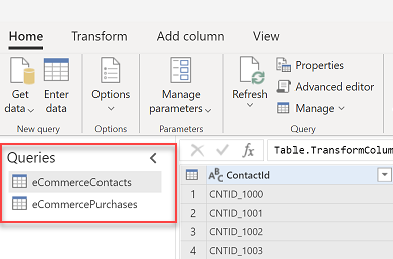 Home Transform Add column View
Get data Enter data Options Manage parameters Refresh Properties
Advanced editor
Manage
New query Options Parameters Query
Queries
Table.TransformColum
eCommerceContacts
eCommercePurchases
ABC ContactId
1 CNTID_1000
2 CNTID_1001
3 CNTID_1002
4 CNTID_1003